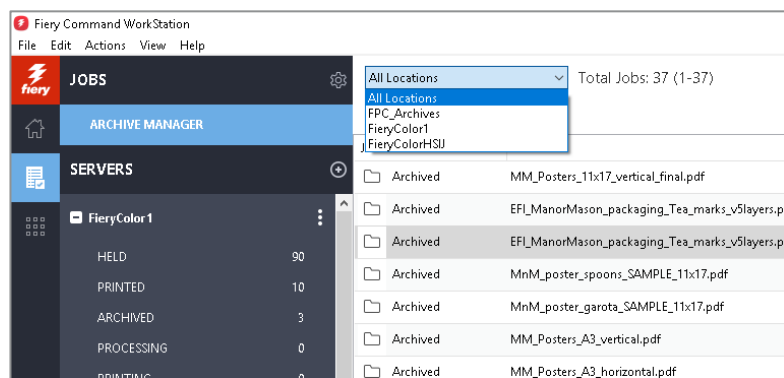 Fiery Command WorkStation
File Edit Actions View Help
fiery
JOBS
ARCHIVE MANAGER
SERVERS
FieryColor1
HELD 90
PRINTED 10
ARCHIVED 3
PROCESSING 0
PRINTING 0
All Locations Total Jobs: 37 (1-37)
All Locations
FPC_Archives
FieryColor1
FieryColorHSIJ
Archived MM_Posters_11x17_vertical_final.pdf
Archived EFI_ManorMason_packaging_Tea_marks_v5layers.p
Archived EFI_ManorMason_packaging_Tea_marks_v5layers.p
Archived MnM_poster_spoons_SAMPLE_11x17.pdf
Archived MnM_poster_garota_SAMPLE_11x17.pdf
Archived MM_Posters_A3_vertical.pdf
Archived MM_Posters_A3_horizontal.pdf